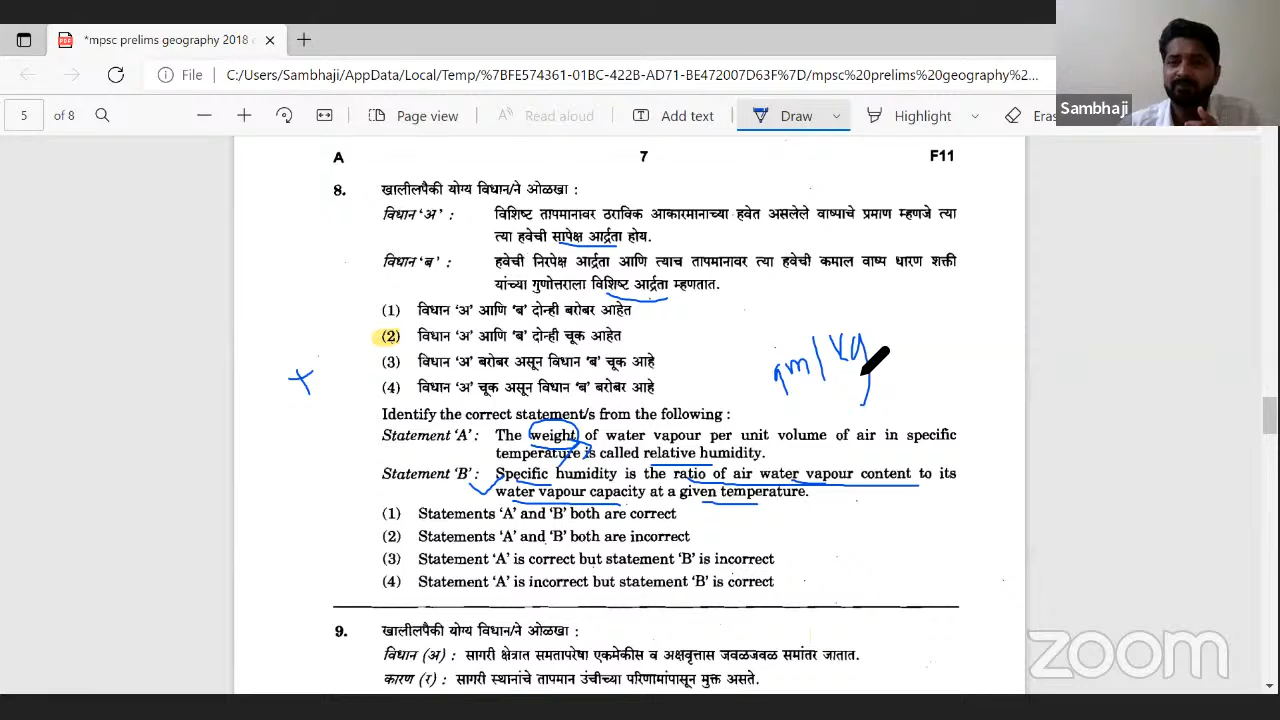 *mpsc prelims geography 2018
File
C:/Users/Sambhaji/AppData/Local/Temp/%7BFE574361-01BC-422B-AD71-BE472007D63F%7D/mpsc%20prelims%20geography%2...
Sambhaji
5 of 8
Page view
Read aloud
Add text
Draw
Highlight
A 7 F11
8. खालीलपैकी योग्य विधान/ने ओळखा :
विधान 'अ' : विशिष्ट तापमानावर ठराविक आकारमानाच्या हवेत असलेले वाष्पाचे प्रमाण म्हणजे त्या
त्या हवेची सापेक्ष आर्द्रता होय.
विधान 'ब' : हवेची निरपेक्ष आर्द्रता आणि त्याच तापमानावर त्या हवेची कमाल वाष्प धारण शक्ती
यांच्या गुणोत्तराला विशिष्ट आर्द्रता म्हणतात.
(1) विधान 'अ' आणि 'ब' दोन्ही बरोबर आहेत
(2) विधान 'अ' आणि 'ब' दोन्ही चूक आहेत
(3) विधान 'अ' बरोबर असून विधान 'ब' चूक आहे
(4) विधान 'अ' चूक असून विधान 'ब' बरोबर आहे
gm/kg
Identify the correct statement/s from the following :
Statement 'A' : The weight of water vapour per unit volume of air in specific
temperature is called relative humidity.
Statement 'B' : Specific humidity is the ratio of air water vapour content to its
water vapour capacity at a given temperature.
(1) Statements 'A' and 'B' both are correct
(2) Statements 'A' and 'B' both are incorrect
(3) Statement 'A' is correct but statement 'B' is incorrect
(4) Statement 'A' is incorrect but statement 'B' is correct
9. खालीलपैकी योग्य विधान/ने ओळखा :
विधान (अ) : सागरी क्षेत्रात समतापरेषा एकमेकीस व अक्षवृत्तास जवळजवळ समांतर जातात.
कारण (र) : सागरी स्थानांचे तापमान उंचीच्या परिणामांपासून मुक्त असते.
zoom